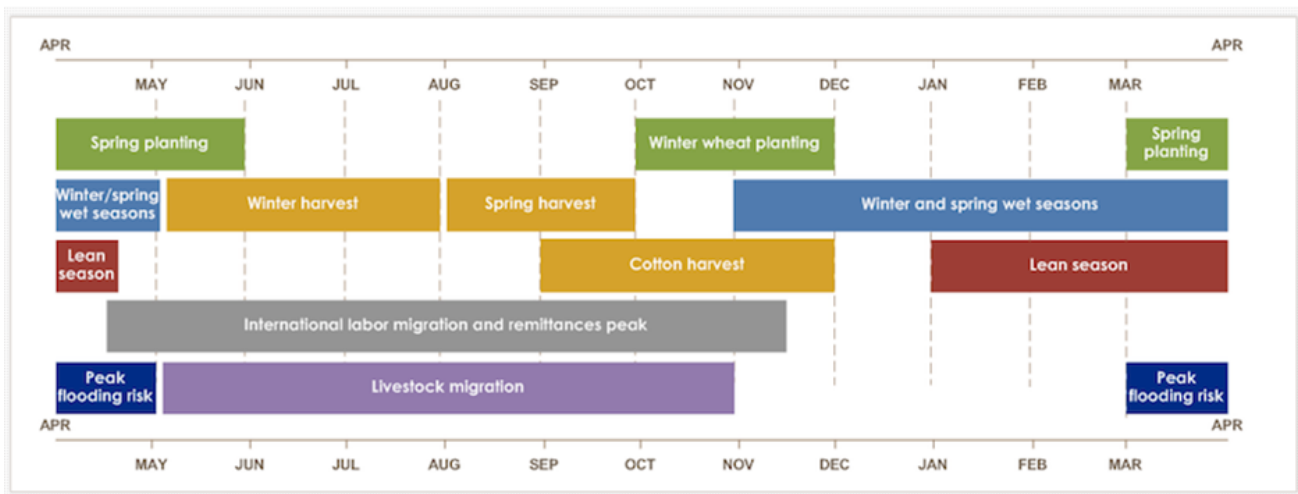 APR APR
MAY JUN JUL AUG SEP OCT NOV DEC JAN FEB MAR
Spring planting
Winter wheat planting
Spring
planting
Winter/spring
wet seasons
Winter harvest
Spring harvest
Winter and spring wet seasons
Lean
season
Cotton harvest
Lean season
International labor migration and remittances peak
Peak
flooding risk
Livestock migration
Peak
flooding risk
APR APR
MAY JUN JUL AUG SEP OCT NOV DEC JAN FEB MAR